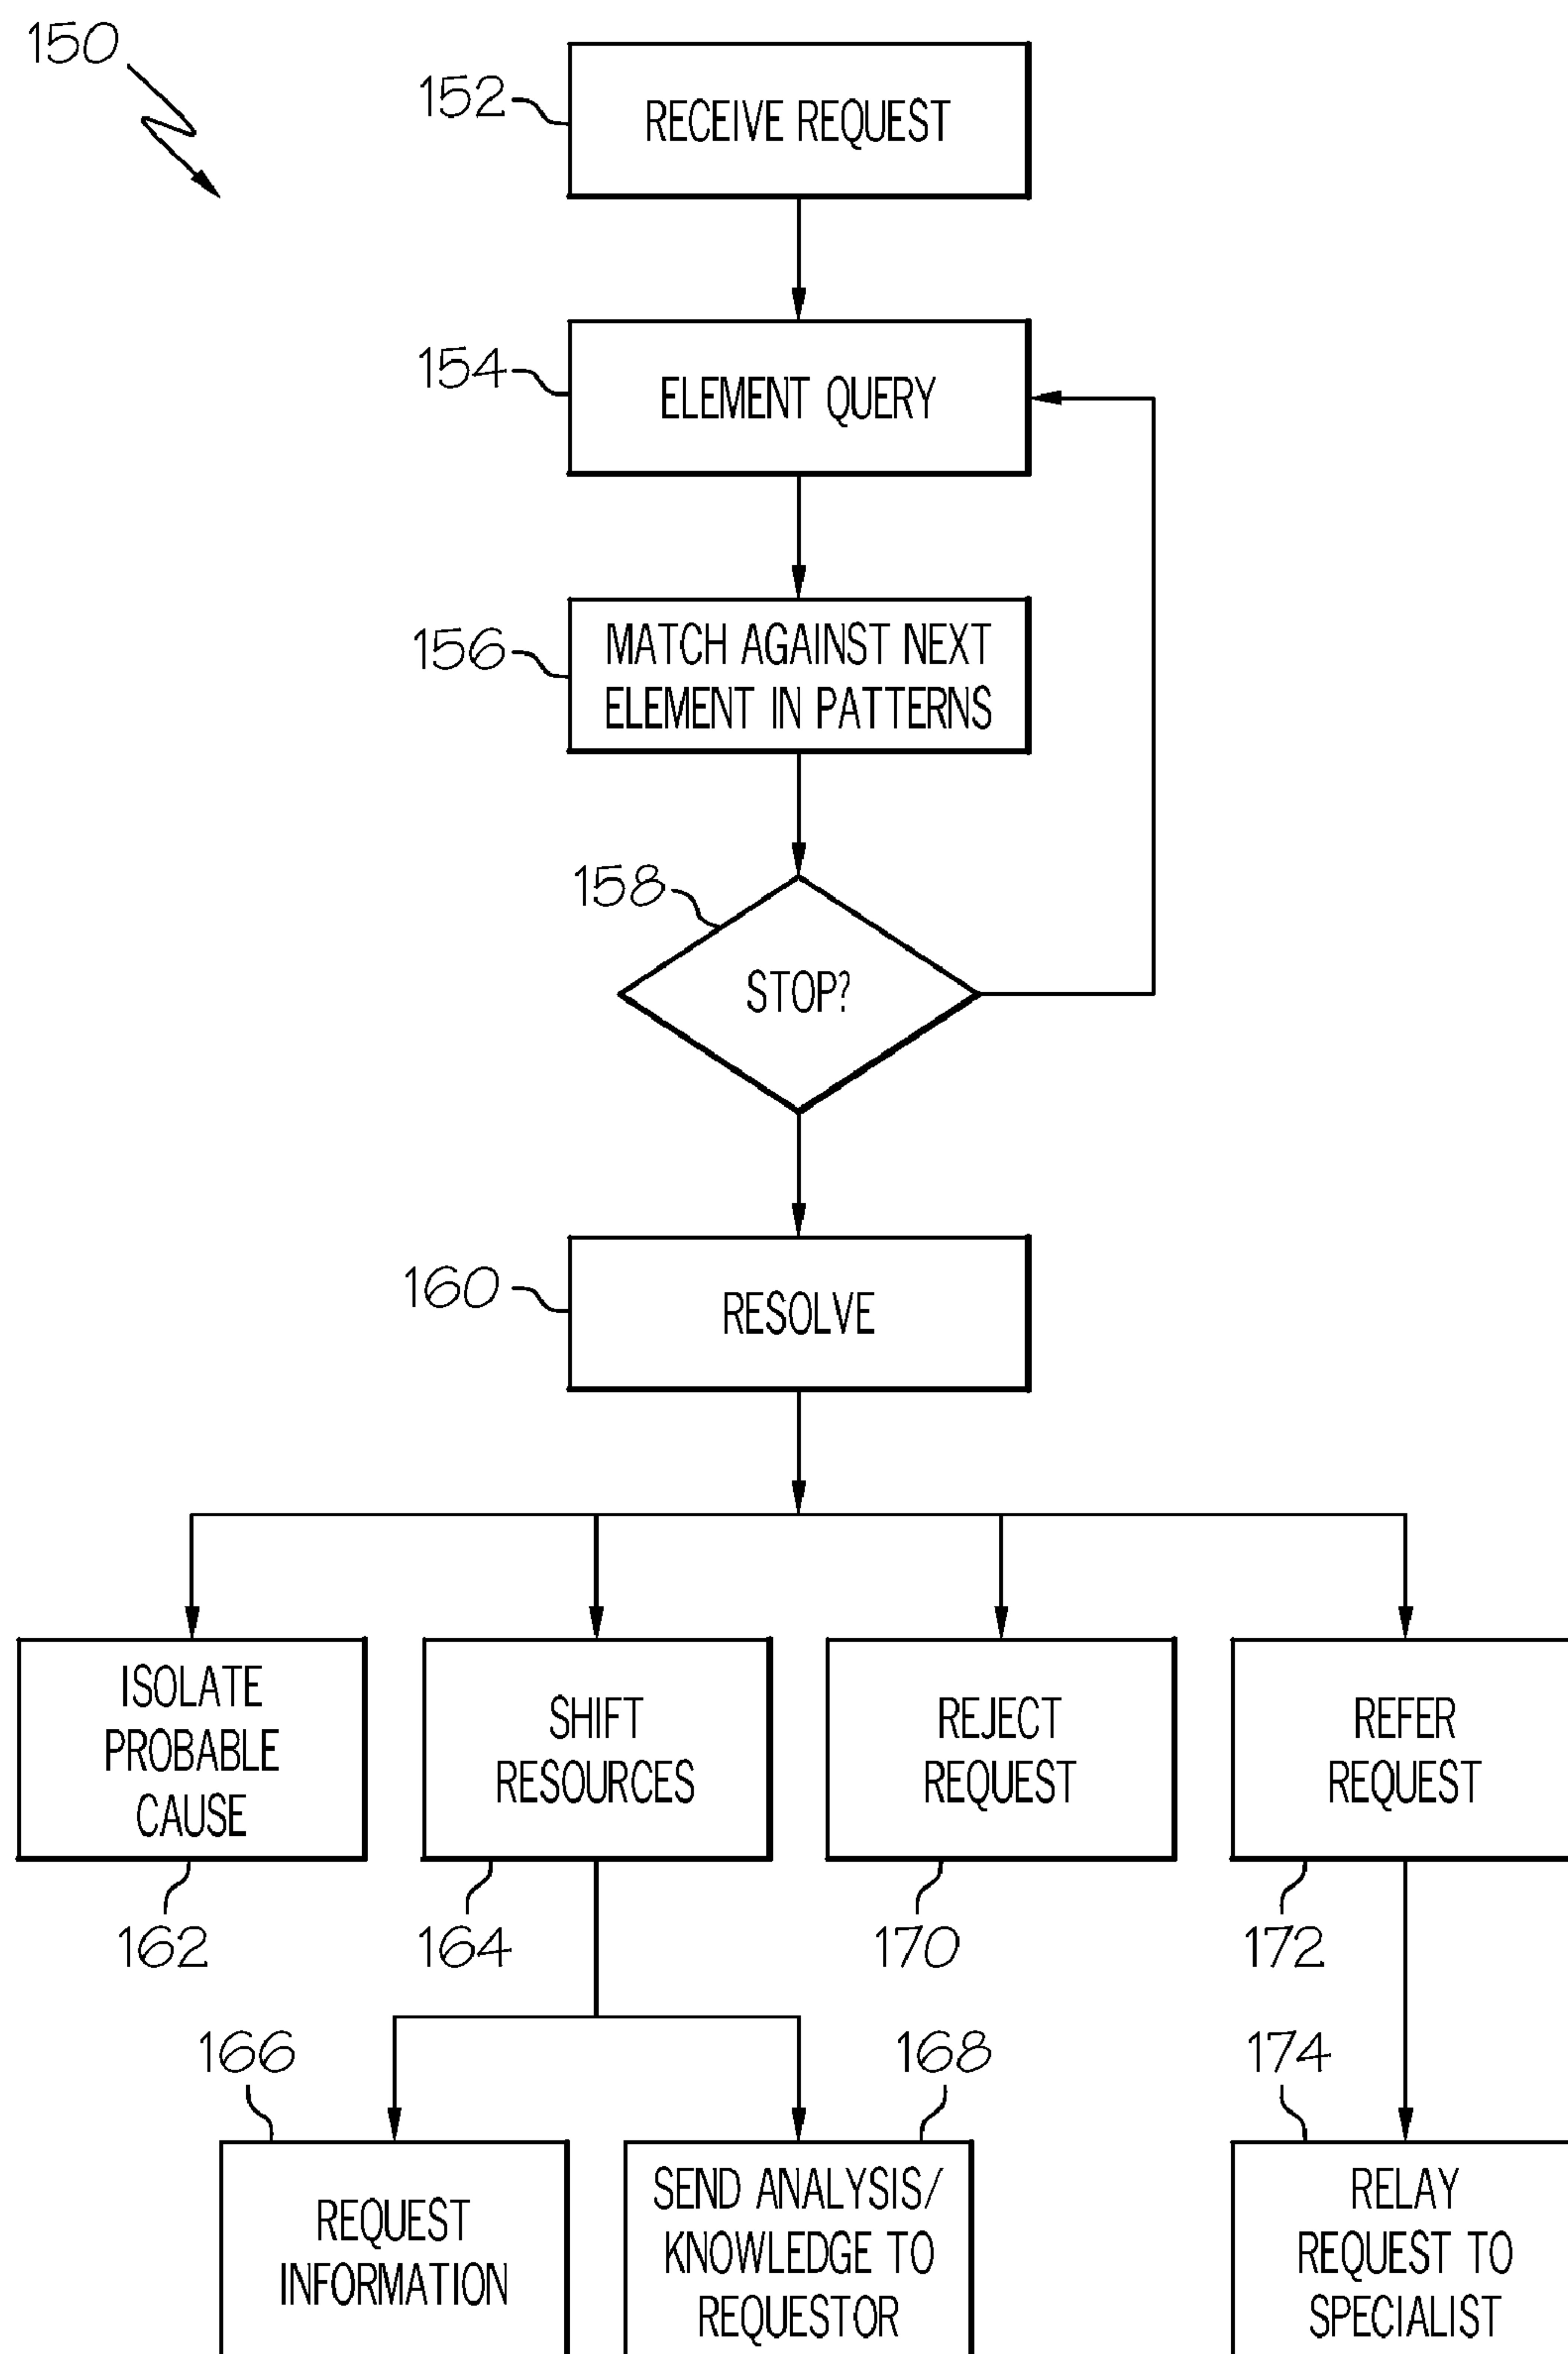 150
152
RECEIVE REQUEST
154
ELEMENT QUERY
156
MATCH AGAINST NEXT
ELEMENT IN PATTERNS
158
STOP?
160
RESOLVE
ISOLATE
PROBABLE
CAUSE
162
SHIFT
RESOURCES
164
REJECT
REQUEST
170
REFER
REQUEST
172
166
REQUEST
INFORMATION
168
SEND ANALYSIS/
KNOWLEDGE TO
REQUESTOR
174
RELAY
REQUEST TO
SPECIALIST